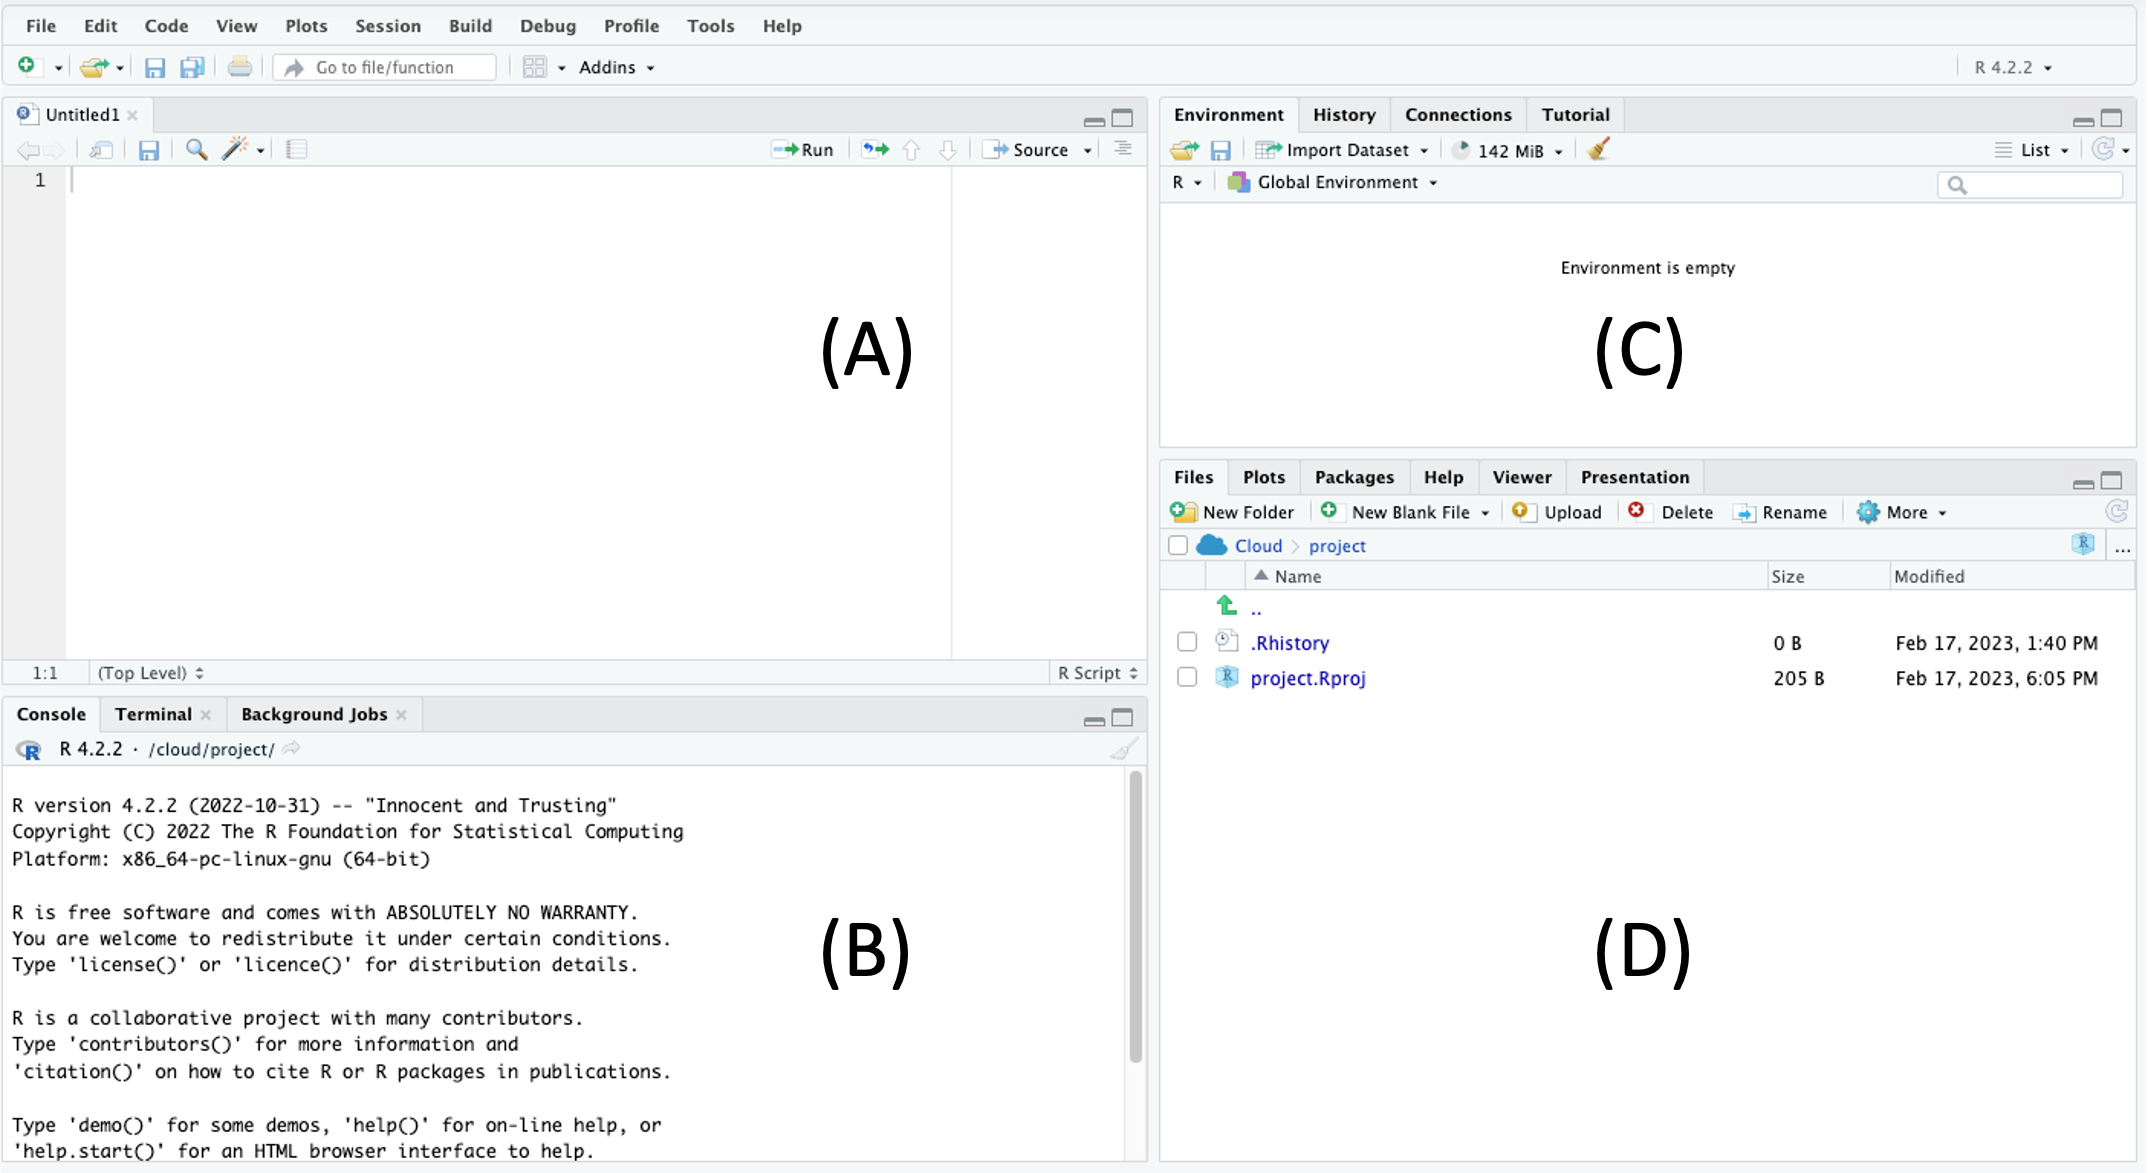 File Edit Code View Plots Session Build Debug Profile Tools Help
Go to file/function Addins R 4.2.2
Untitled1
Run Source
1
(A)
1:1 (Top Level) R Script
Console Terminal Background Jobs
R 4.2.2 · /cloud/project/
R version 4.2.2 (2022-10-31) -- "Innocent and Trusting"
Copyright (C) 2022 The R Foundation for Statistical Computing
Platform: x86_64-pc-linux-gnu (64-bit)
R is free software and comes with ABSOLUTELY NO WARRANTY.
You are welcome to redistribute it under certain conditions.
Type 'license()' or 'licence()' for distribution details.
(B)
R is a collaborative project with many contributors.
Type 'contributors()' for more information and
'citation()' on how to cite R or R packages in publications.
Type 'demo()' for some demos, 'help()' for on-line help, or
'help.start()' for an HTML browser interface to help.
Environment History Connections Tutorial
Import Dataset 142 MiB List
R Global Environment
Environment is empty
(C)
Files Plots Packages Help Viewer Presentation
New Folder New Blank File Upload Delete Rename More
Cloud project R ...
Name Size Modified
..
.Rhistory 0 B Feb 17, 2023, 1:40 PM
project.Rproj 205 B Feb 17, 2023, 6:05 PM
(D)